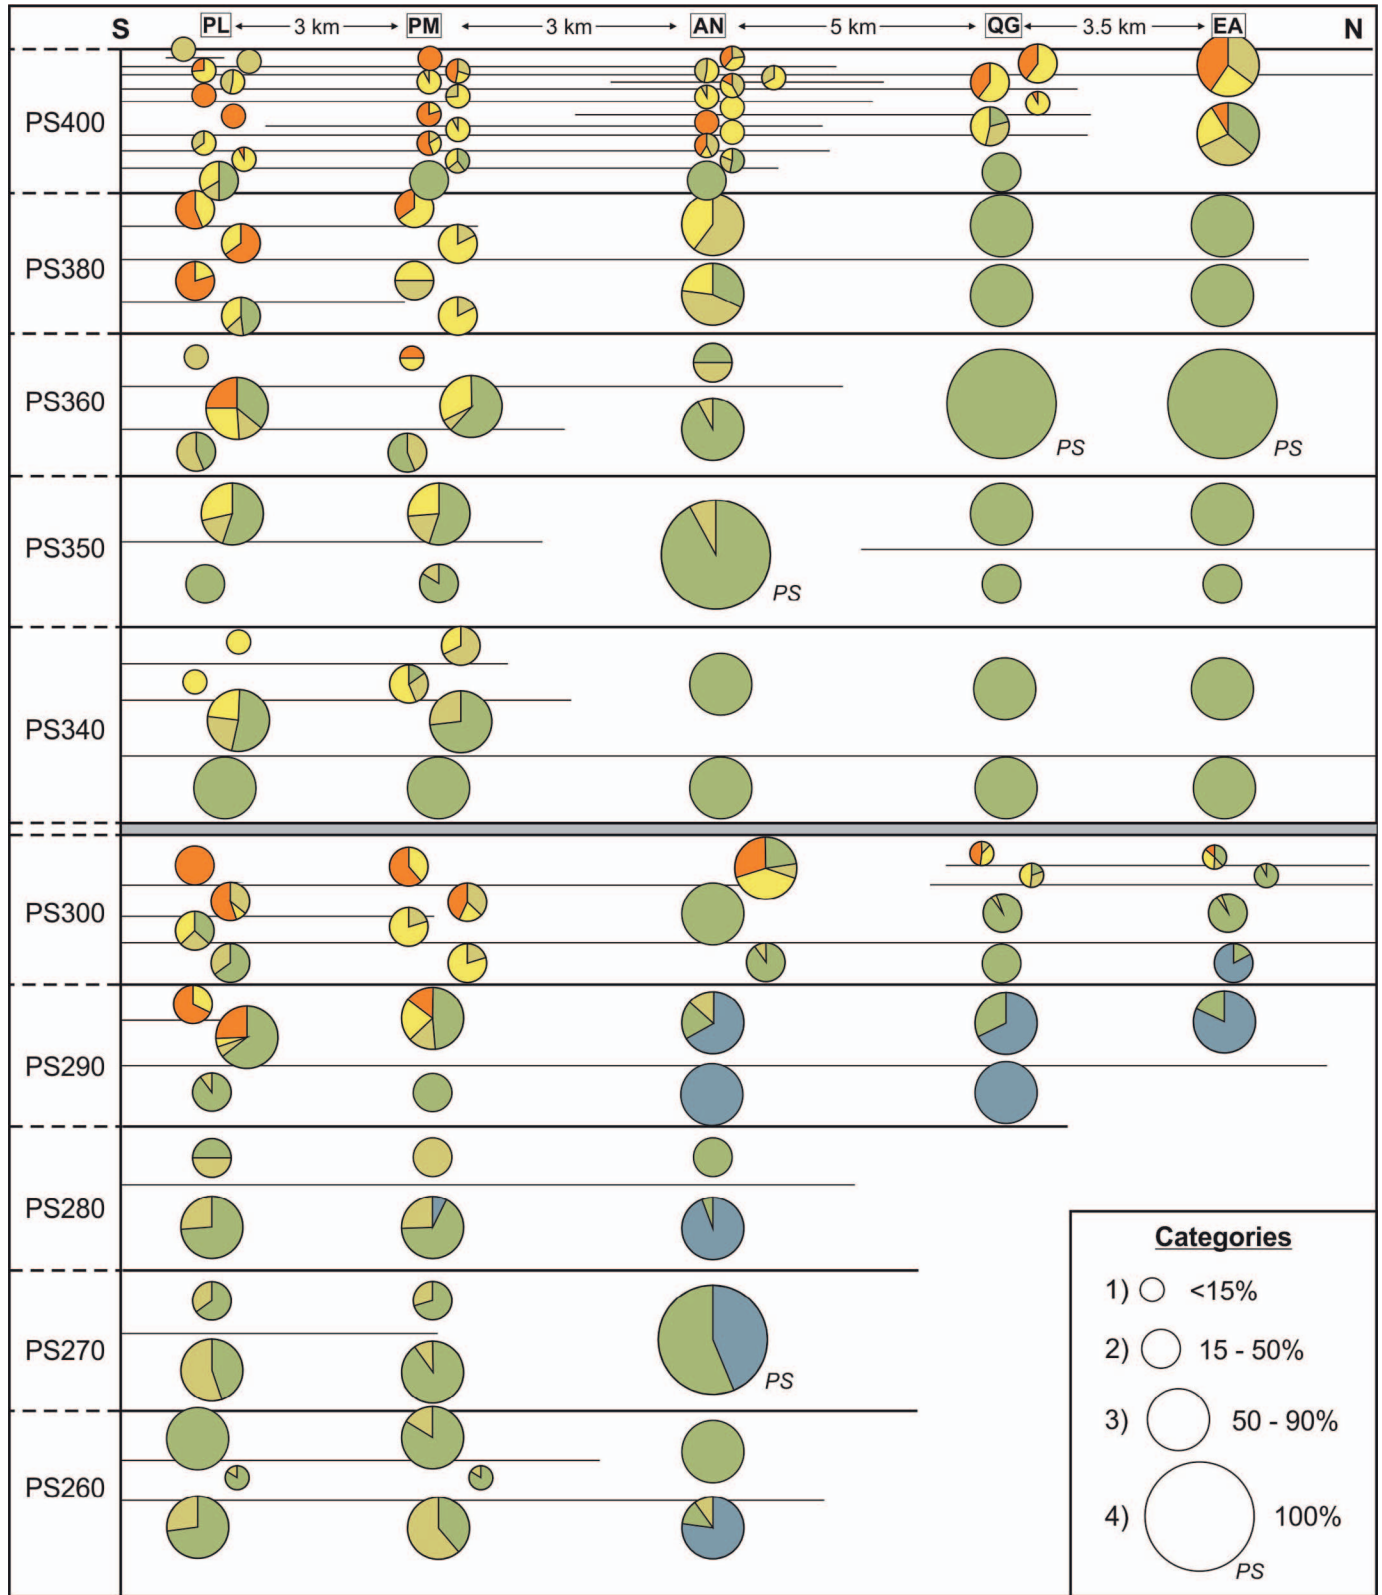 S PL 3 km PM 3 km AN 5 km QG 3.5 km EA N
PS400
PS380
PS360
PS PS
PS350
PS
PS340
PS300
PS290
PS280
PS270
PS
PS260
Categories
1) <15%
2) 15 - 50%
3) 50 - 90%
4) 100%
PS